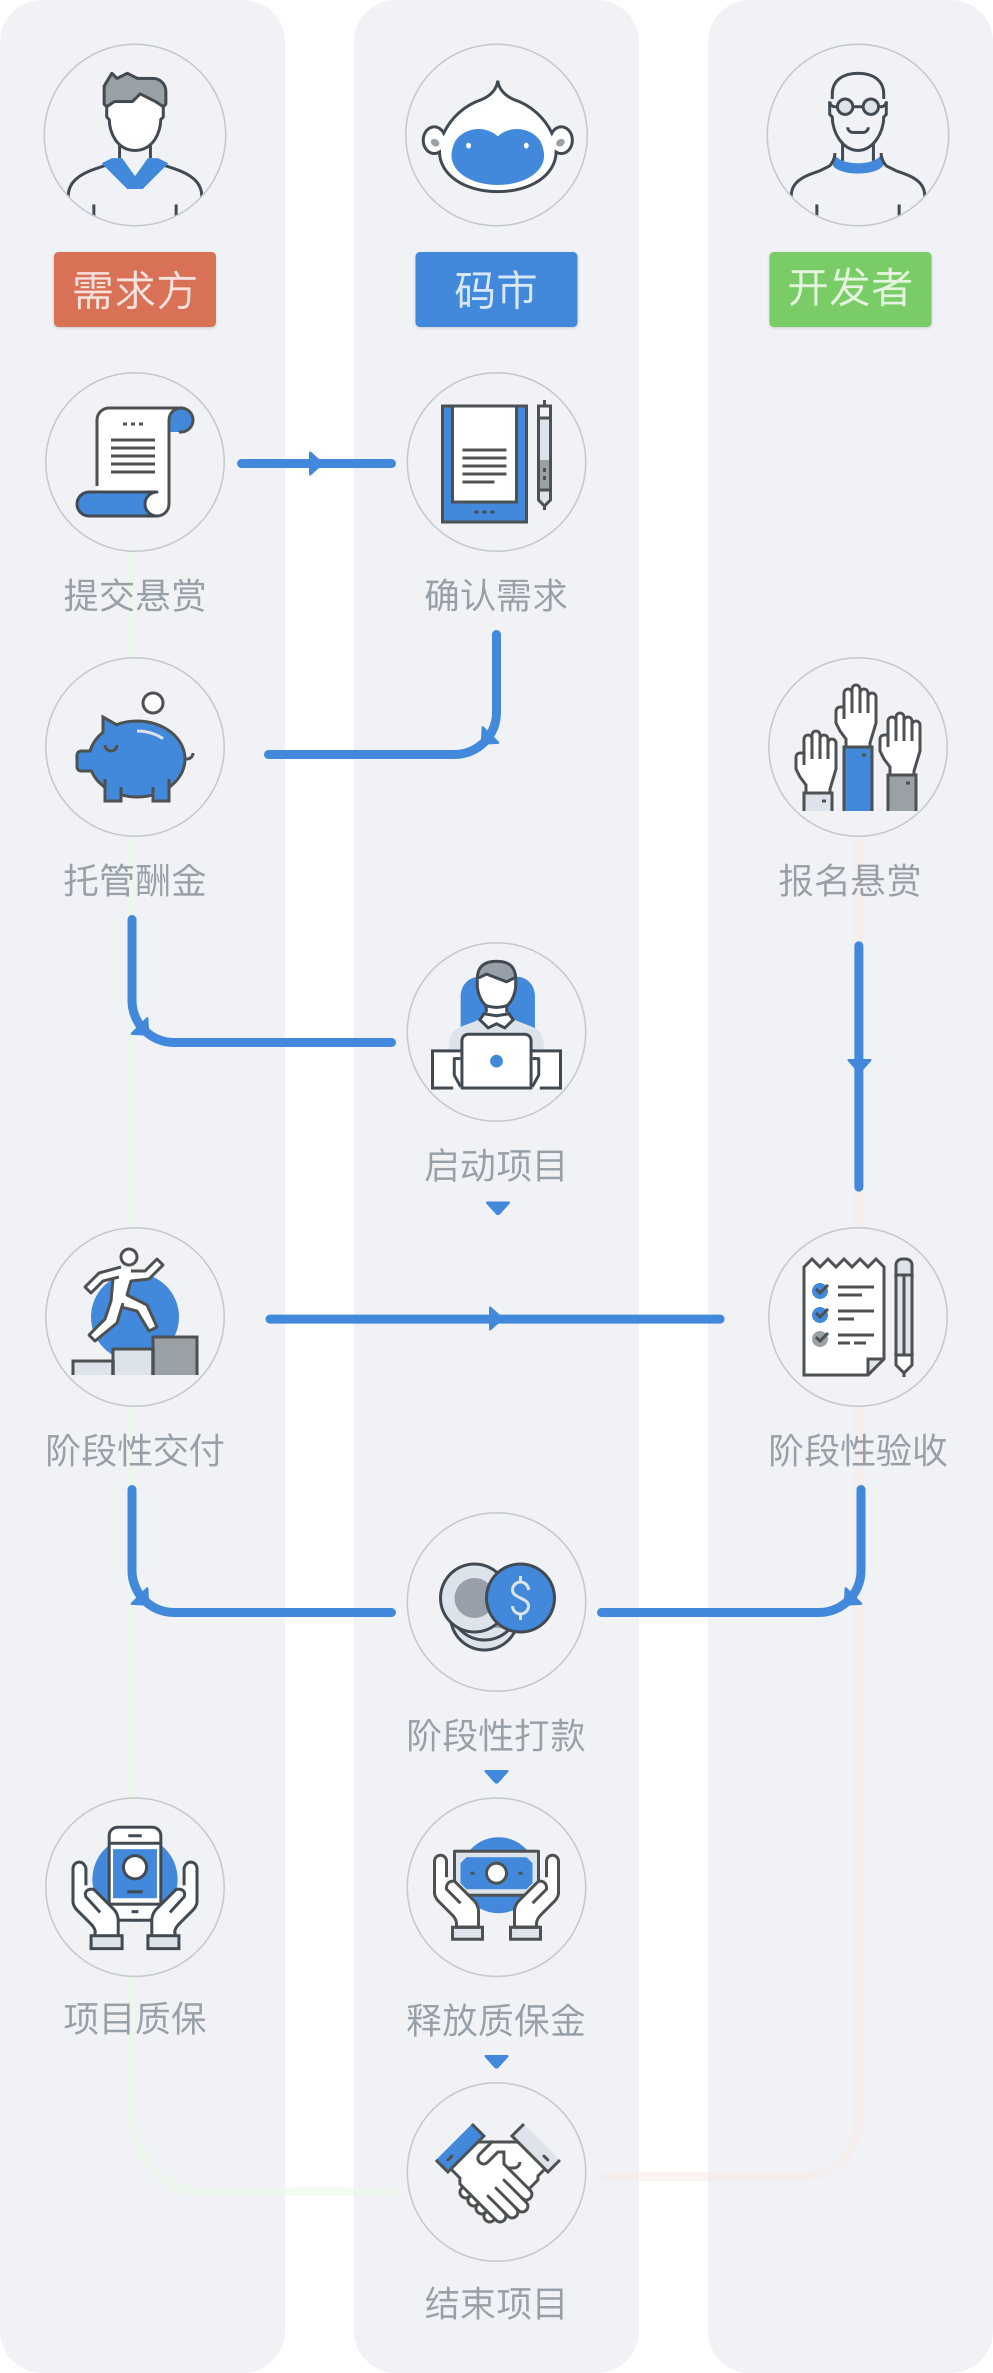 需求方
码市
开发者
提交悬赏
确认需求
托管酬金
报名悬赏
启动项目
阶段性交付
阶段性验收
$
阶段性打款
项目质保
释放质保金
结束项目